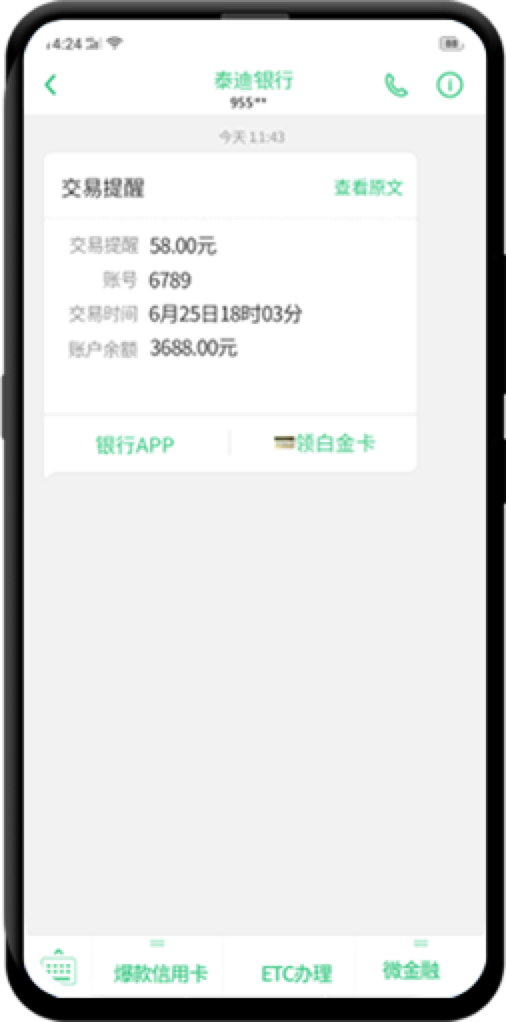 4:24
88
泰迪银行
955**
今天 11:43
交易提醒 查看原文
交易提醒 58.00元
账号 6789
交易时间 6月25日18时03分
账户余额 3688.00元
银行APP 领白金卡
爆款信用卡 ETC办理 微金融